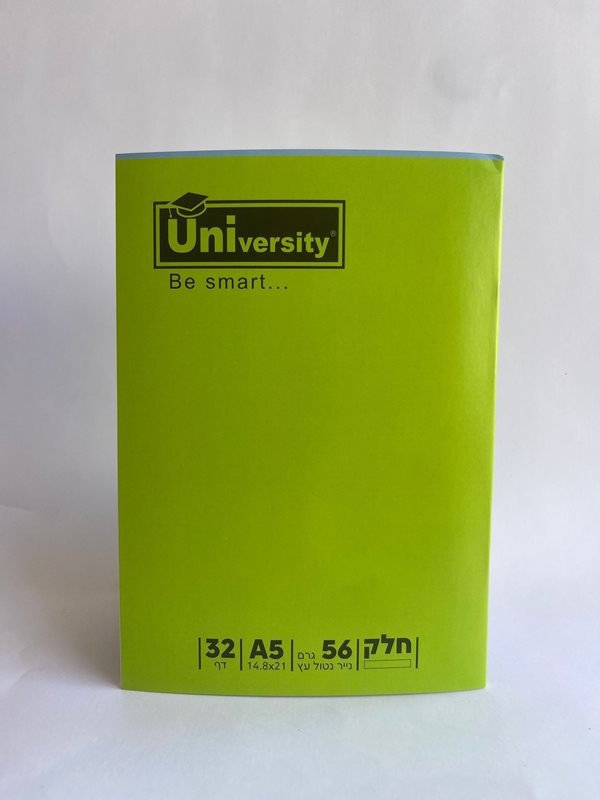 University®
Be smart...
חלק
56 גרם
נייר נטול עץ
A5
14.8x21
32
דף